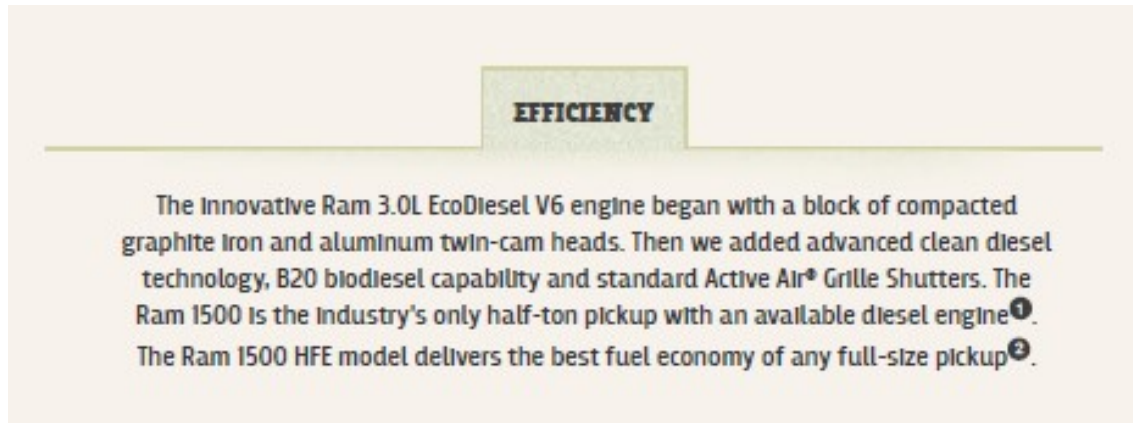 EFFICIENCY
The innovative Ram 3.0L EcoDiesel V6 engine began with a block of compacted
graphite iron and aluminum twin-cam heads. Then we added advanced clean diesel
technology, B20 biodiesel capability and standard Active Air® Grille Shutters. The
Ram 1500 is the industry's only half-ton pickup with an available diesel engine❶.
The Ram 1500 HFE model delivers the best fuel economy of any full-size pickup❷.